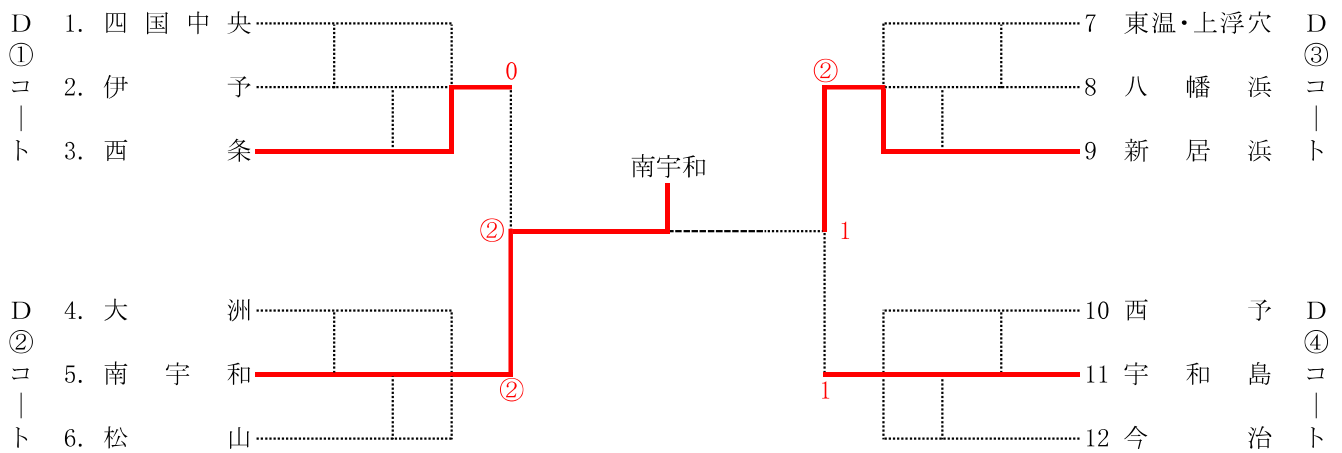 D①コート
1. 四国中央
2. 伊予
3. 西条
0
D②コート
4. 大洲
5. 南宇和
6. 松山
②
②
南宇和
②
1
1
7 東温・上浮穴
8 八幡浜
9 新居浜
D③コート
10 西予
11 宇和島
12 今治
D④コート